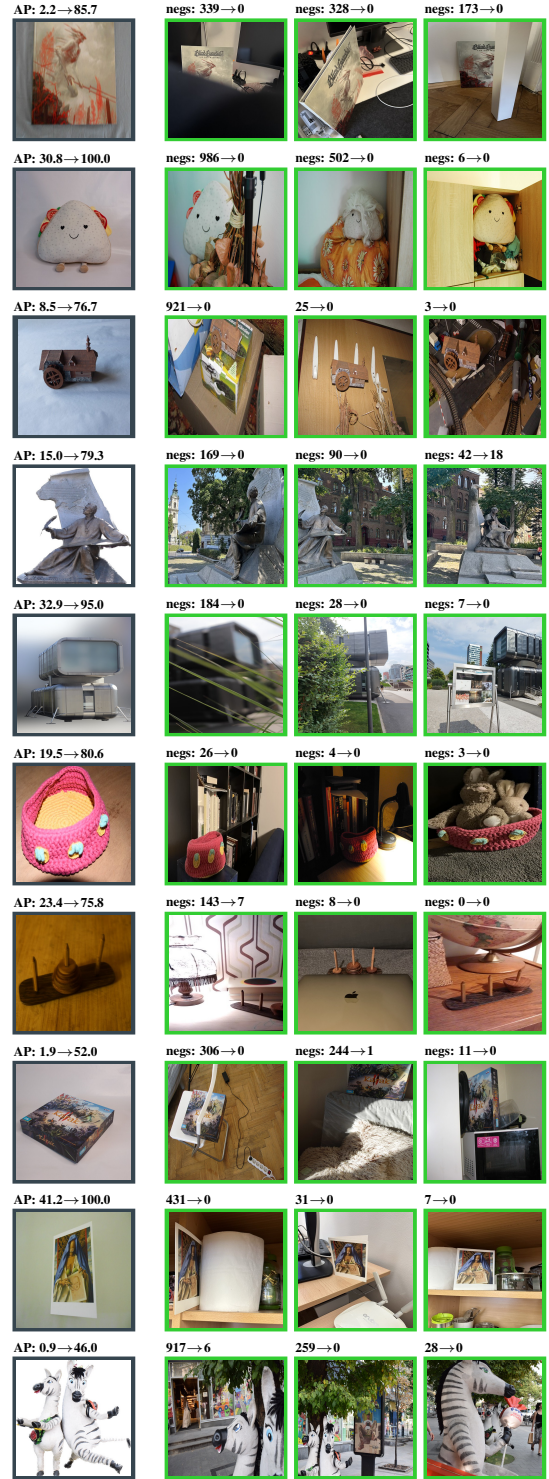 AP: 2.2→85.7 negs: 339→0 negs: 328→0 negs: 173→0
AP: 30.8→100.0 negs: 986→0 negs: 502→0 negs: 6→0
AP: 8.5→76.7 921→0 25→0 3→0
AP: 15.0→79.3 negs: 169→0 negs: 90→0 negs: 42→18
AP: 32.9→95.0 negs: 184→0 negs: 28→0 negs: 7→0
AP: 19.5→80.6 negs: 26→0 negs: 4→0 negs: 3→0
AP: 23.4→75.8 negs: 143→7 negs: 8→0 negs: 0→0
AP: 1.9→52.0 negs: 306→0 negs: 244→1 negs: 11→0
AP: 41.2→100.0 431→0 31→0 7→0
AP: 0.9→46.0 917→6 259→0 28→0